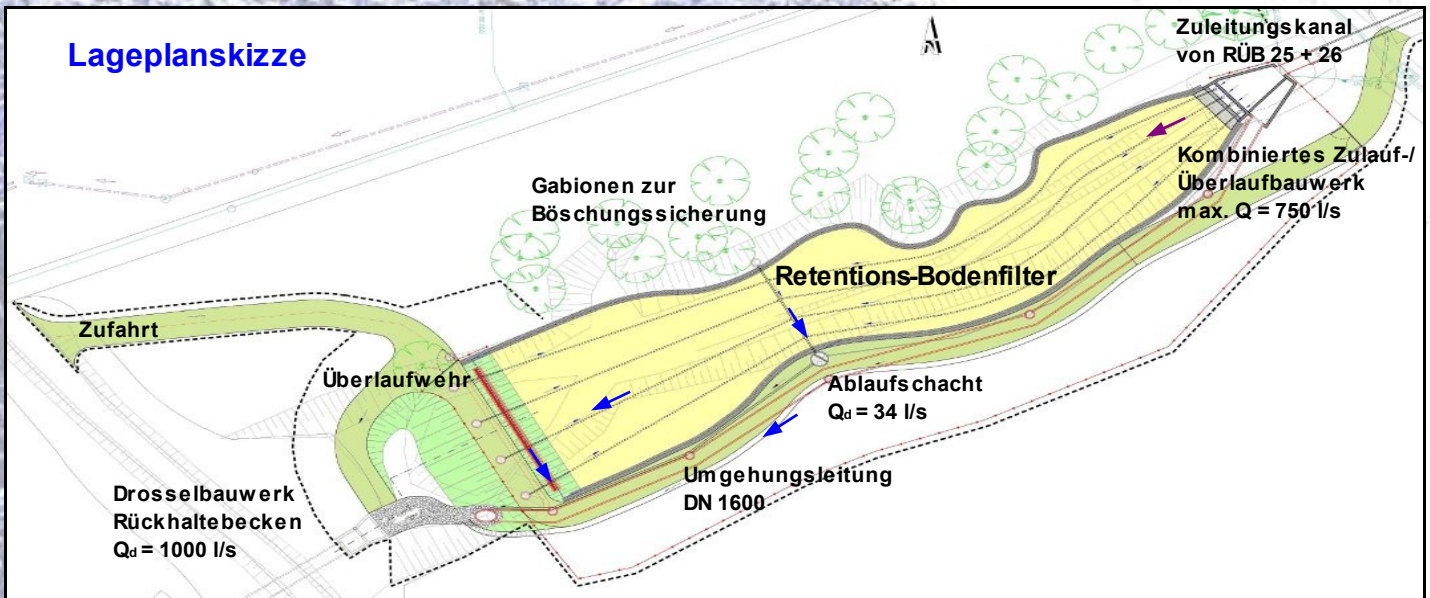 Lageplanskizze
Zuleitungskanal
von RÜB 25 + 26
Kombiniertes Zulauf-/
Überlaufbauwerk
max. Q = 750 l/s
Gabionen zur
Böschungssicherung
Retentions-Bodenfilter
Zufahrt
Überlaufwehr
Ablaufschacht
Qd = 34 l/s
Umgehungsleitung
DN 1600
Drosselbauwerk
Rückhaltebecken
Qd = 1000 l/s